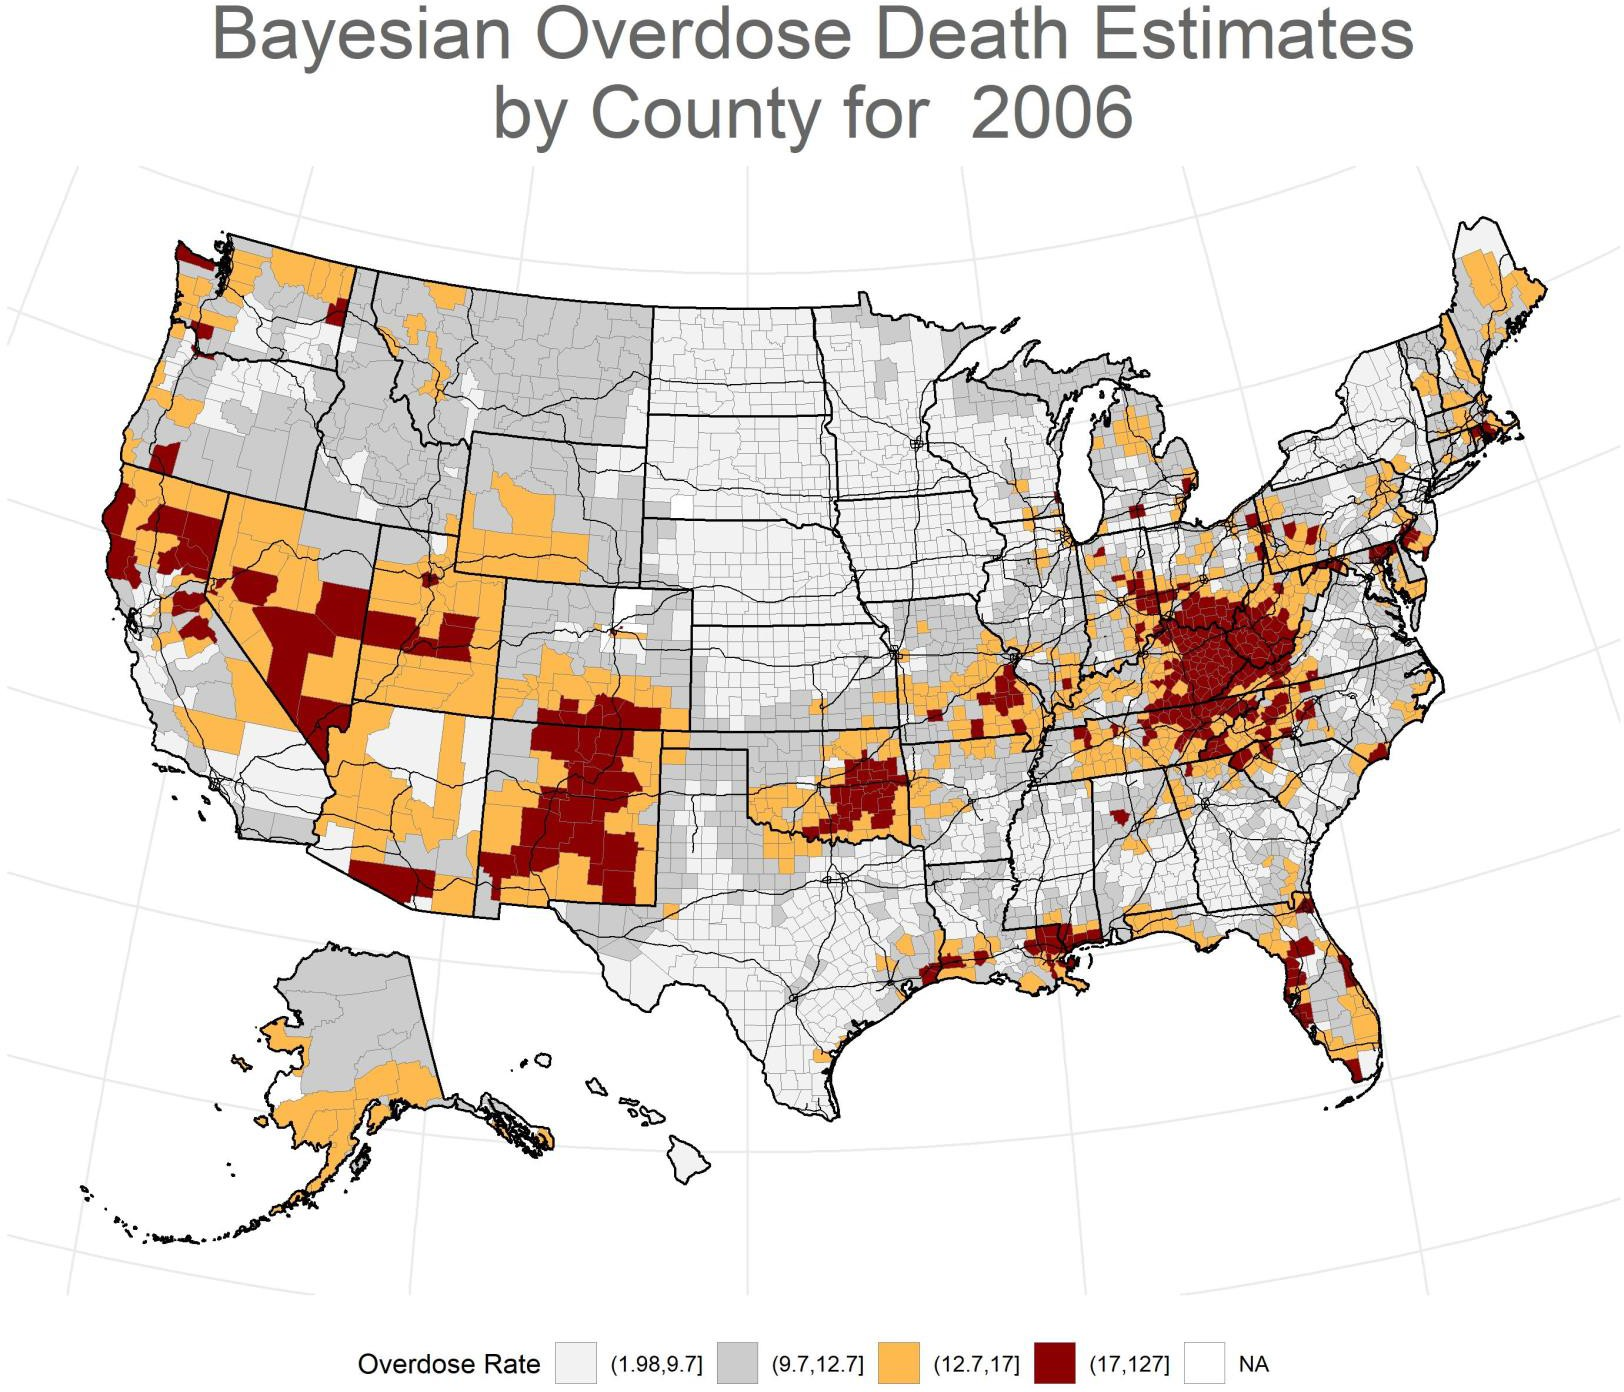 Bayesian Overdose Death Estimates
by County for 2006
Overdose Rate (1.98,9.7] (9.7,12.7] (12.7,17] (17,127] NA